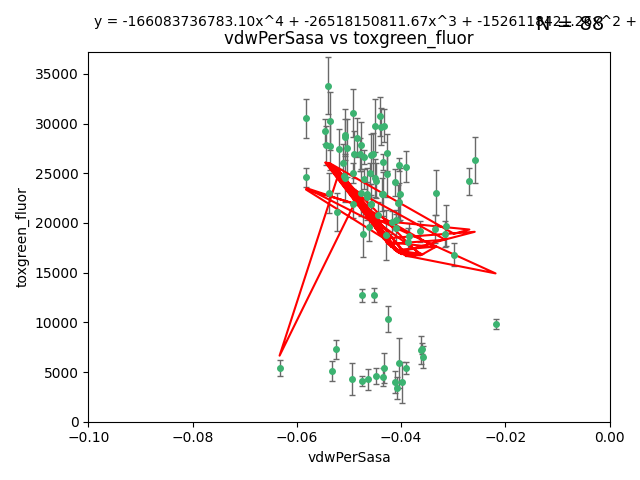 y = -166083736783.10x^4 + -26518150811.67x^3 + -1526118421.26x^2 +
N = 88
vdwPerSasa vs toxgreen_fluor
35000
30000
25000
20000
15000
10000
5000
0
toxgreen_fluor
−0.10 −0.08 −0.06 −0.04 −0.02 0.00
vdwPerSasa